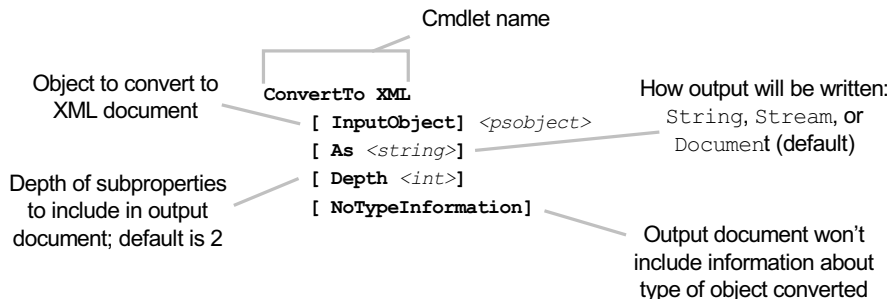 Cmdlet name
Object to convert to
XML document
ConvertTo XML
[ InputObject] <psobject>
[ As <string>]
[ Depth <int>]
[ NoTypeInformation]
How output will be written:
String, Stream, or
Document (default)
Depth of subproperties
to include in output
document; default is 2
Output document won’t
include information about
type of object converted